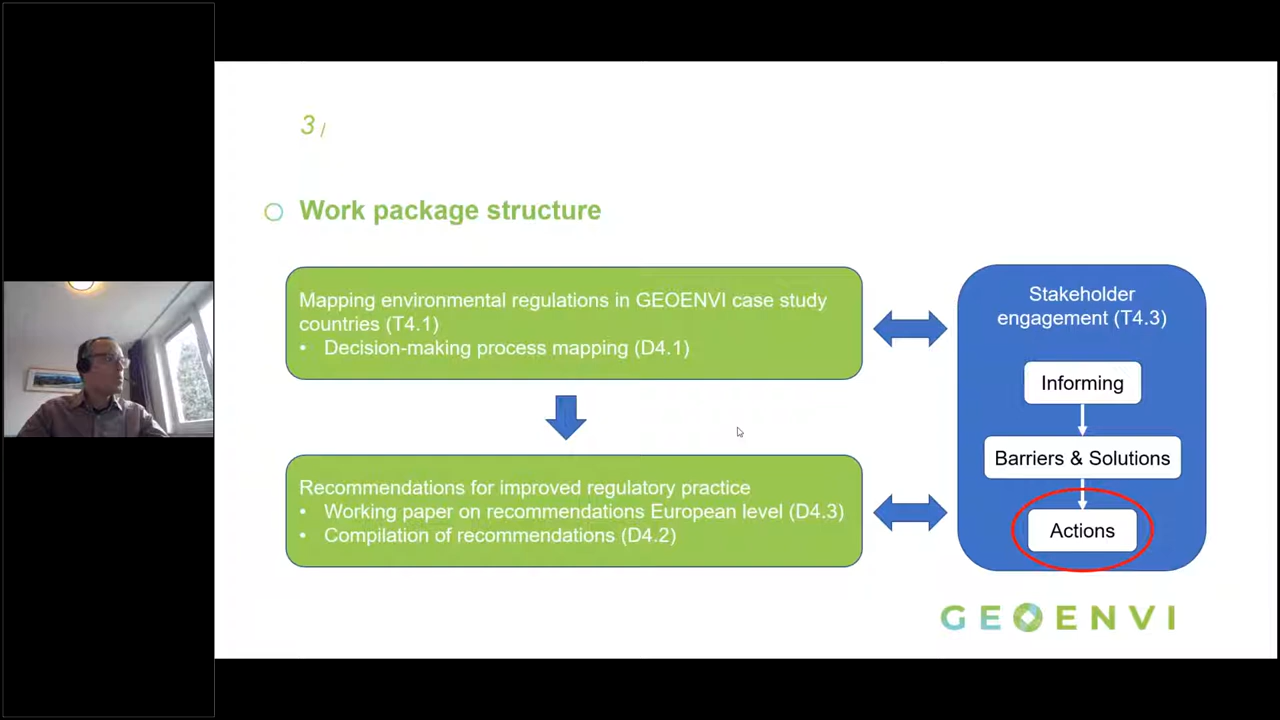 3 /
Work package structure
Mapping environmental regulations in GEOENVI case study
countries (T4.1)
• Decision-making process mapping (D4.1)
Recommendations for improved regulatory practice
• Working paper on recommendations European level (D4.3)
• Compilation of recommendations (D4.2)
Stakeholder
engagement (T4.3)
Informing
Barriers & Solutions
Actions
GEOENVI